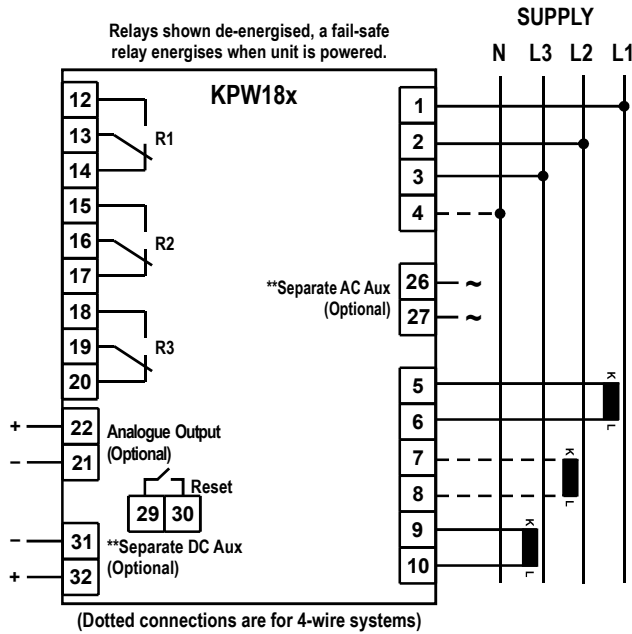 SUPPLY
Relays shown de-energised, a fail-safe
relay energises when unit is powered.
N L3 L2 L1
KPW18x
12
13
14
R1
15
16
17
R2
18
19
20
R3
+ 22
− 21
Analogue Output
(Optional)
Reset
29 30
− 31
+ 32
**Separate DC Aux
(Optional)
1
2
3
4
**Separate AC Aux
(Optional)
26 ~
27 ~
5
6
K
L
7
8
K
L
9
10
K
L
(Dotted connections are for 4-wire systems)